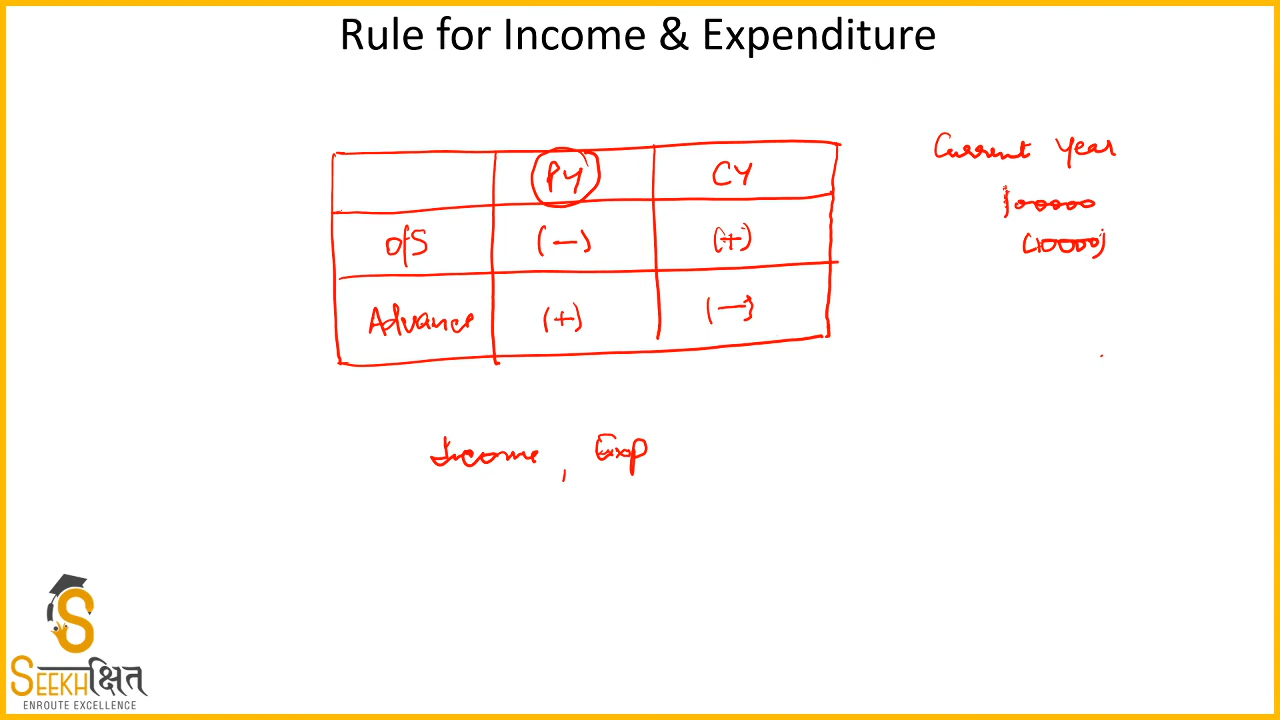 Rule for Income & Expenditure
PY CY
O/S (-) (+)
Advance (+) (-)
Current Year
100000
(10000)
Income, Exp
SEEKHक्षित
ENROUTE EXCELLENCE